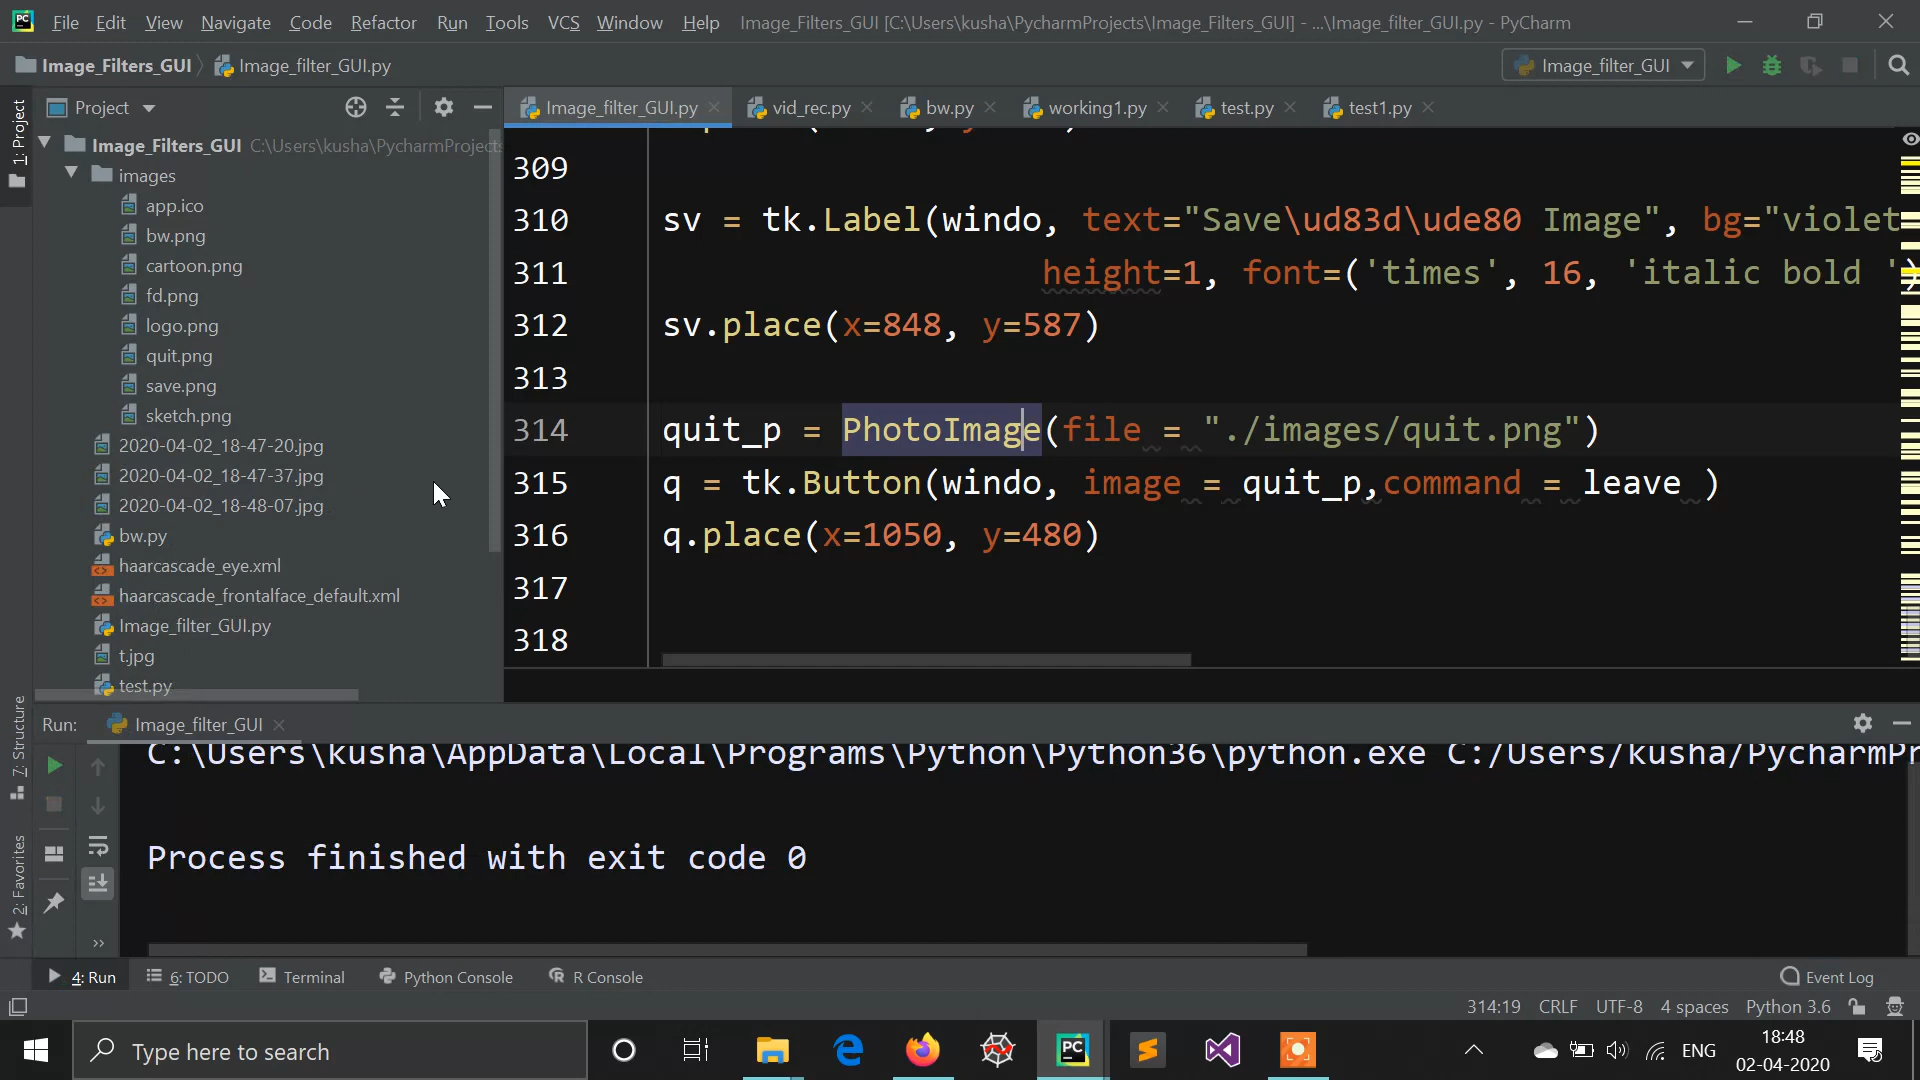 File Edit View Navigate Code Refactor Run Tools VCS Window Help Image_Filters_GUI [C:\Users\kusha\PycharmProjects\Image_Filters_GUI] - ...\Image_filter_GUI.py - PyCharm
Image_Filters_GUI Image_filter_GUI.py Image_filter_GUI
1: Project
Project
Image_filter_GUI.py vid_rec.py bw.py working1.py test.py test1.py
Image_Filters_GUI C:\Users\kusha\PycharmProjects
images
app.ico
bw.png
cartoon.png
fd.png
logo.png
quit.png
save.png
sketch.png
2020-04-02_18-47-20.jpg
2020-04-02_18-47-37.jpg
2020-04-02_18-48-07.jpg
bw.py
haarcascade_eye.xml
haarcascade_frontalface_default.xml
Image_filter_GUI.py
t.jpg
test.py
309
310 sv = tk.Label(windo, text="Save\ud83d\ude80 Image", bg="violet
311 height=1, font=('times', 16, 'italic bold ')
312 sv.place(x=848, y=587)
313
314 quit_p = PhotoImage(file = "./images/quit.png")
315 q = tk.Button(windo, image = quit_p,command = leave )
316 q.place(x=1050, y=480)
317
318
7: Structure
2: Favorites
Run: Image_filter_GUI
C:\Users\kusha\AppData\Local\Programs\Python\Python36\python.exe C:/Users/kusha/PycharmPr
Process finished with exit code 0
4: Run 6: TODO Terminal Python Console R Console Event Log
314:19 CRLF UTF-8 4 spaces Python 3.6
Type here to search
ENG
18:48
02-04-2020